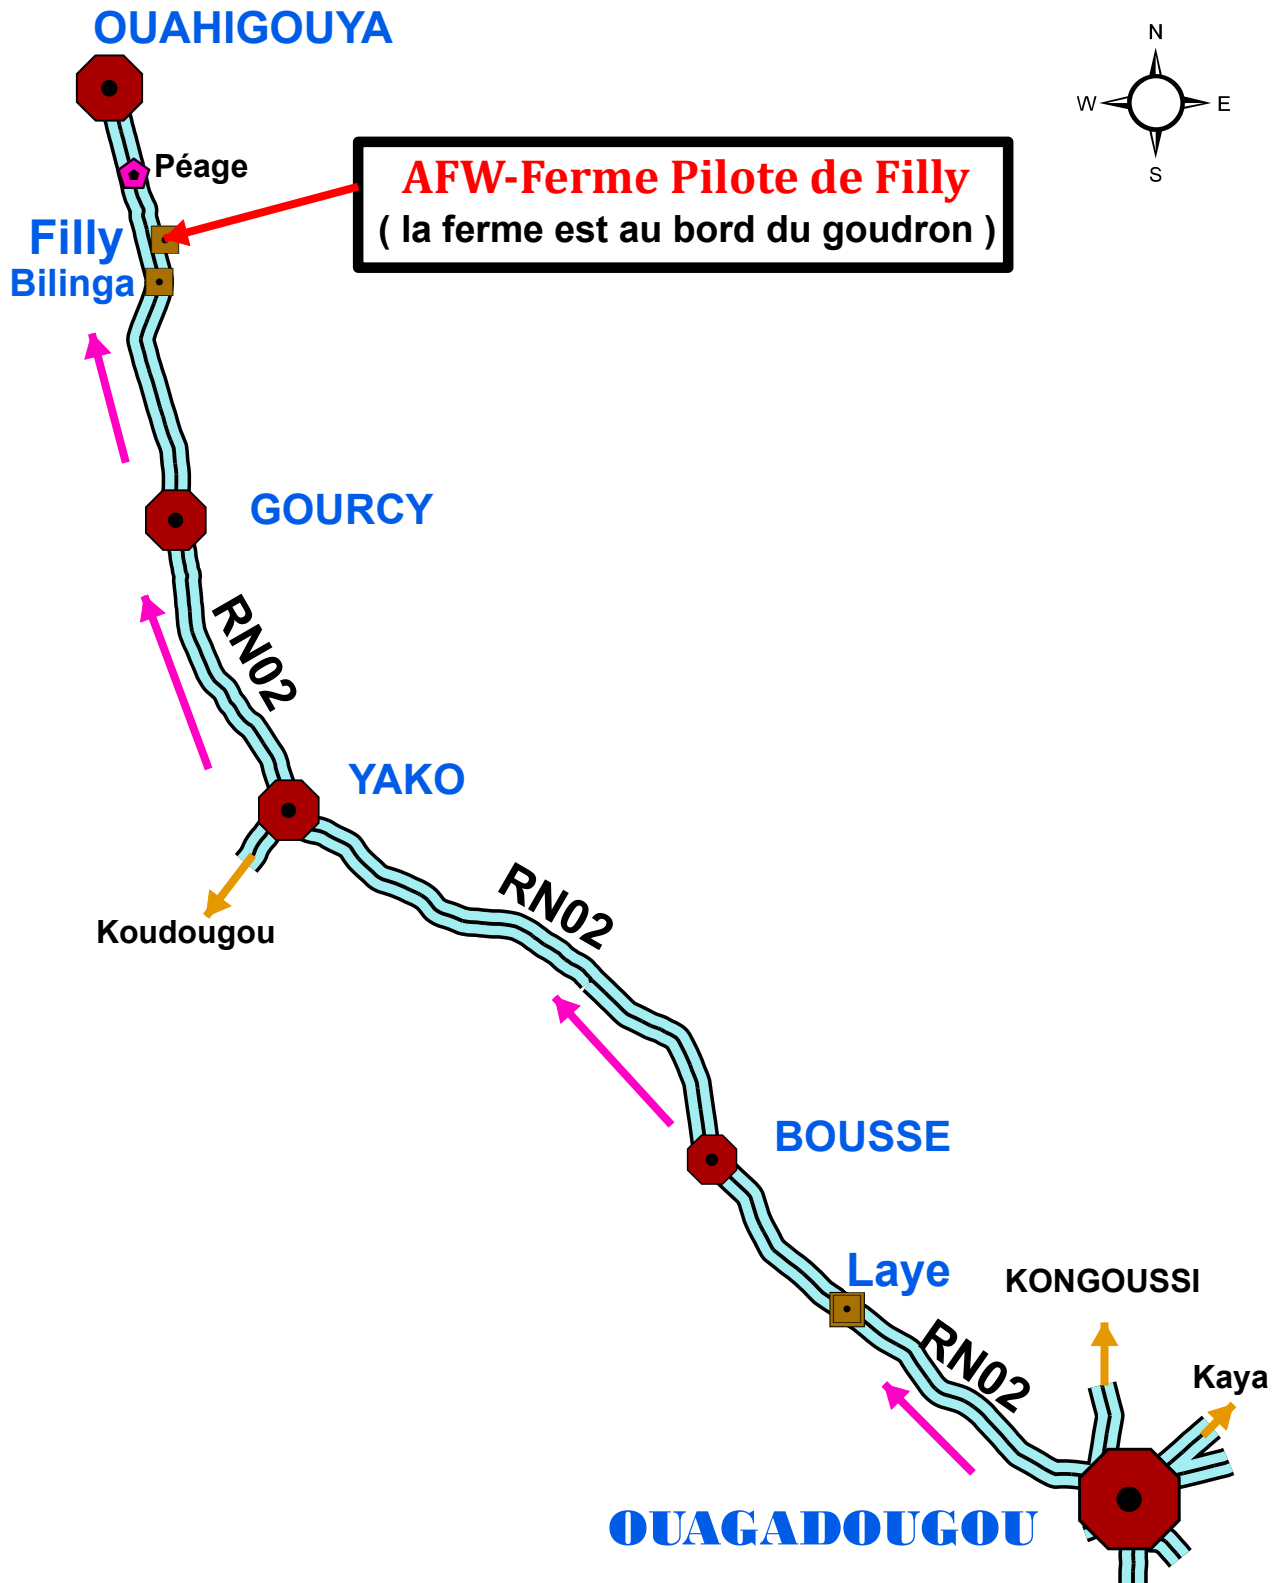 OUAHIGOUYA
N
W
E
S
Péage
AFW-Ferme Pilote de Filly
( la ferme est au bord du goudron )
Filly
Bilinga
GOURCY
RN02
YAKO
RN02
Koudougou
BOUSSE
Laye
KONGOUSSI
RN02
Kaya
OUAGADOUGOU